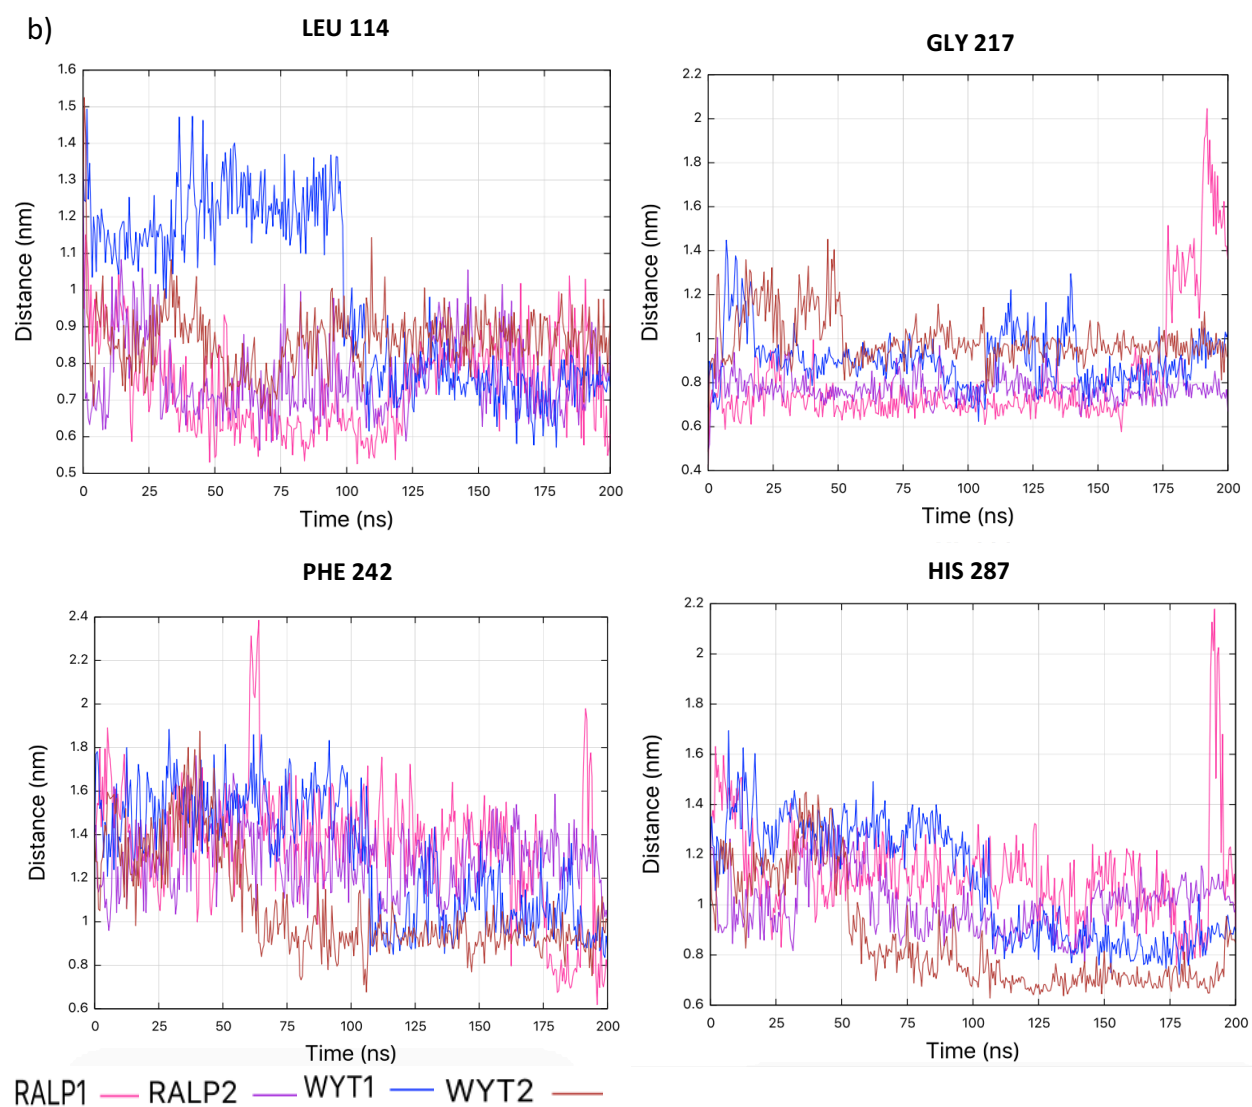 b)
LEU 114
1.6
1.5
1.4
1.3
1.2
1.1
1
0.9
0.8
0.7
0.6
0.5
Distance (nm)
0 25 50 75 100 125 150 175 200
Time (ns)
GLY 217
2.2
2
1.8
1.6
1.4
1.2
1
0.8
0.6
0.4
Distance (nm)
0 25 50 75 100 125 150 175 200
Time (ns)
PHE 242
2.4
2.2
2
1.8
1.6
1.4
1.2
1
0.8
0.6
Distance (nm)
0 25 50 75 100 125 150 175 200
Time (ns)
HIS 287
2.2
2
1.8
1.6
1.4
1.2
1
0.8
0.6
Distance (nm)
0 25 50 75 100 125 150 175 200
Time (ns)
RALP1 RALP2 WYT1 WYT2